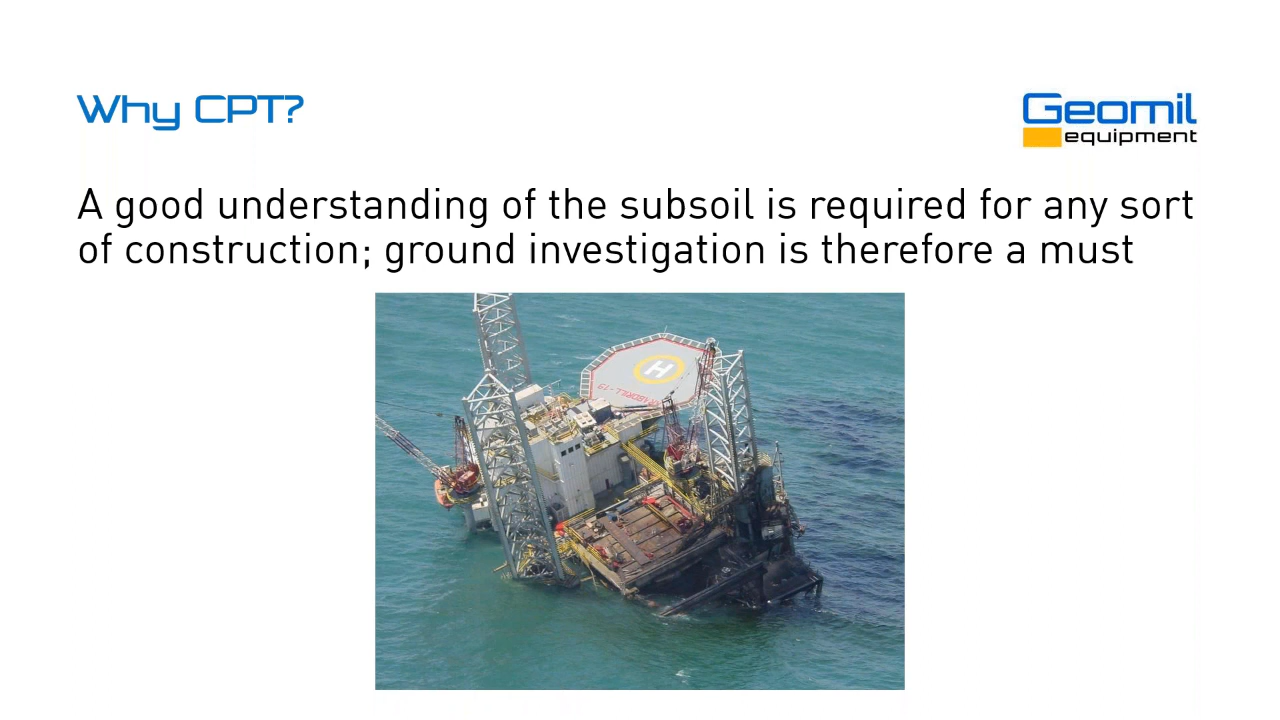 Why CPT?
Geomil
equipment
A good understanding of the subsoil is required for any sort
of construction; ground investigation is therefore a must
H